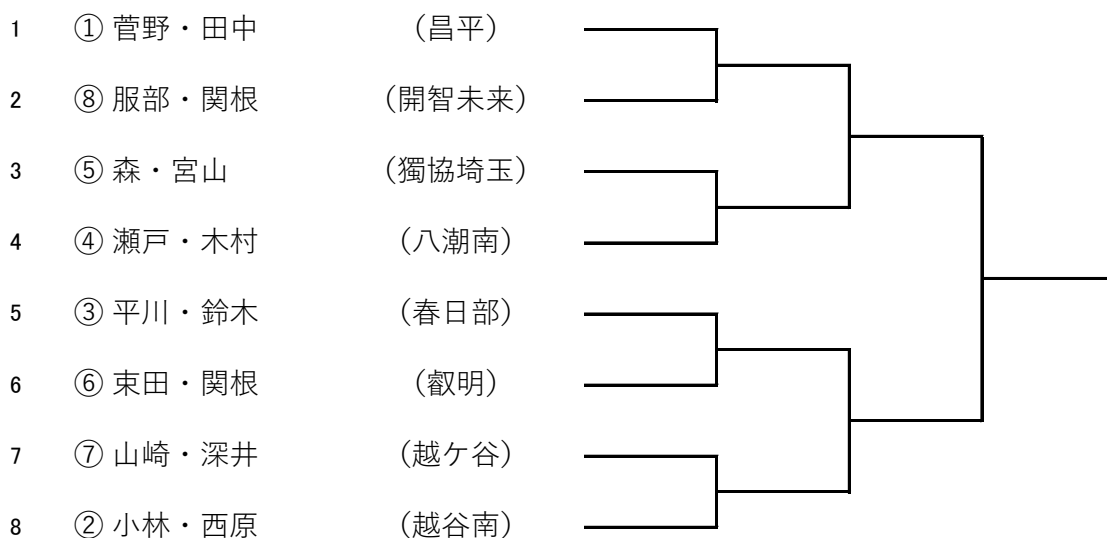 1 ① 菅野・田中 (昌平)
2 ⑧ 服部・関根 (開智未来)
3 ⑤ 森・宮山 (獨協埼玉)
4 ④ 瀬戸・木村 (八潮南)
5 ③ 平川・鈴木 (春日部)
6 ⑥ 束田・関根 (叡明)
7 ⑦ 山崎・深井 (越ケ谷)
8 ② 小林・西原 (越谷南)